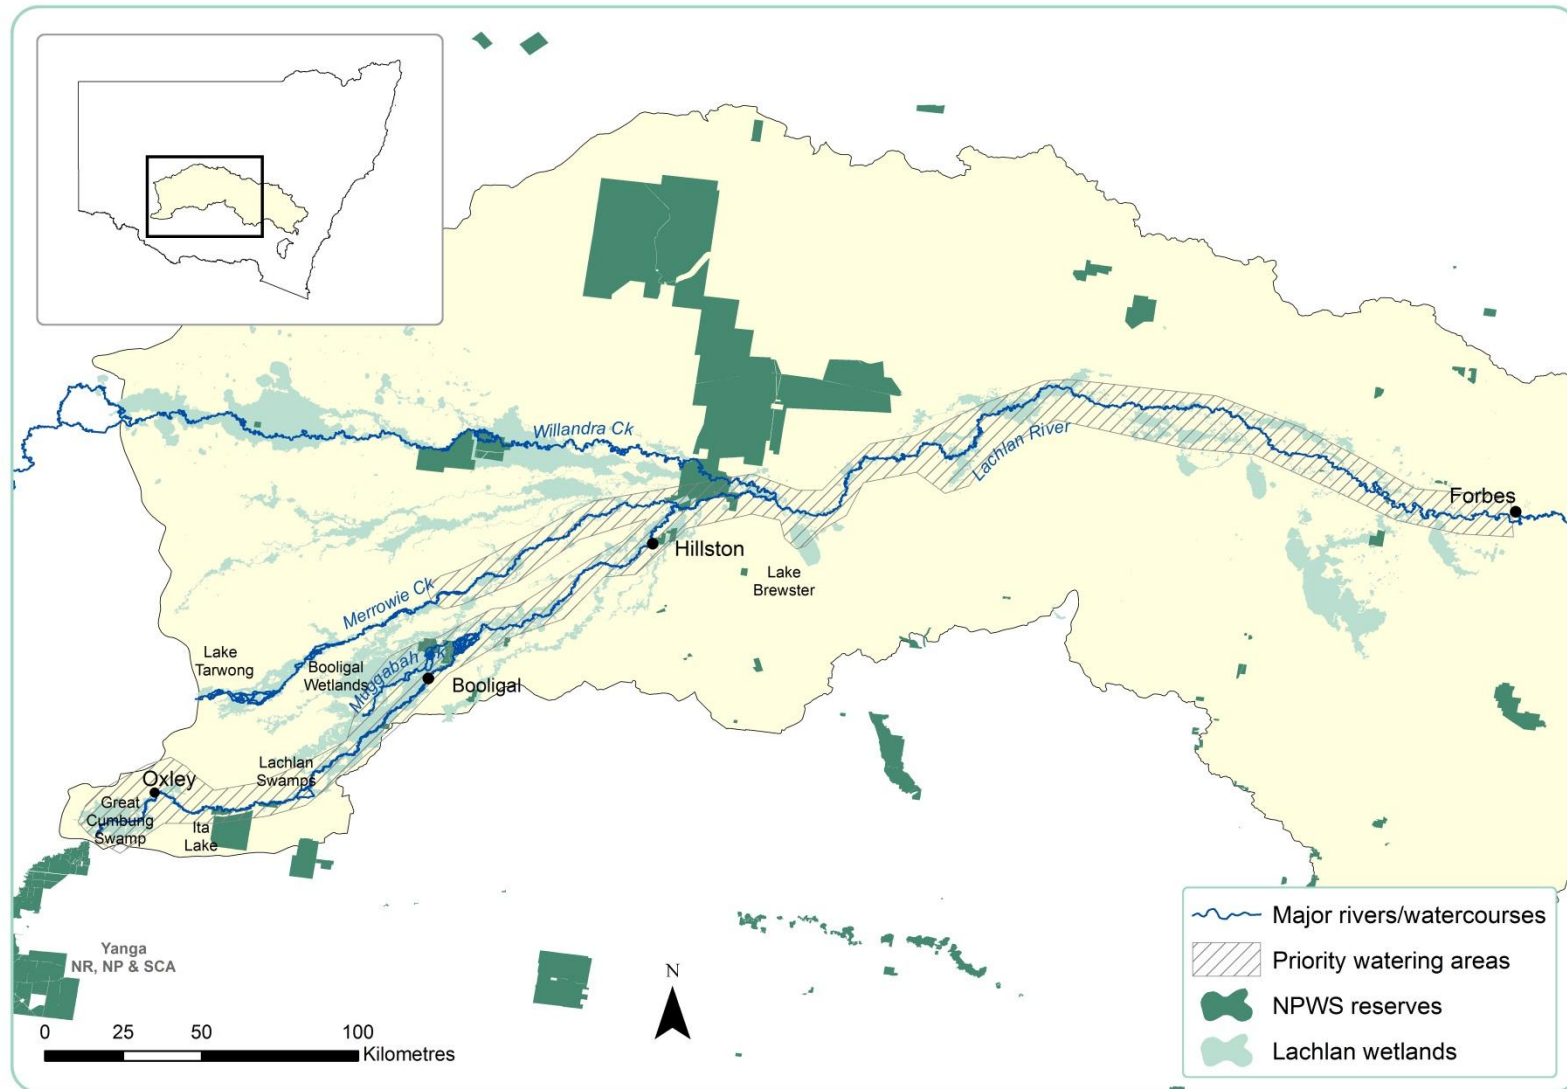 Willandra Ck
Lachlan River
Forbes
Hillston
Lake
Brewster
Merrowie Ck
Lake
Tarwong
Booligal
Wetlands
Muggabah Ck
Booligal
Lachlan
Swamps
Oxley
Great
Cumbung
Swamp
Ita
Lake
Yanga
NR, NP & SCA
N
0 25 50 100
Kilometres
Major rivers/watercourses
Priority watering areas
NPWS reserves
Lachlan wetlands